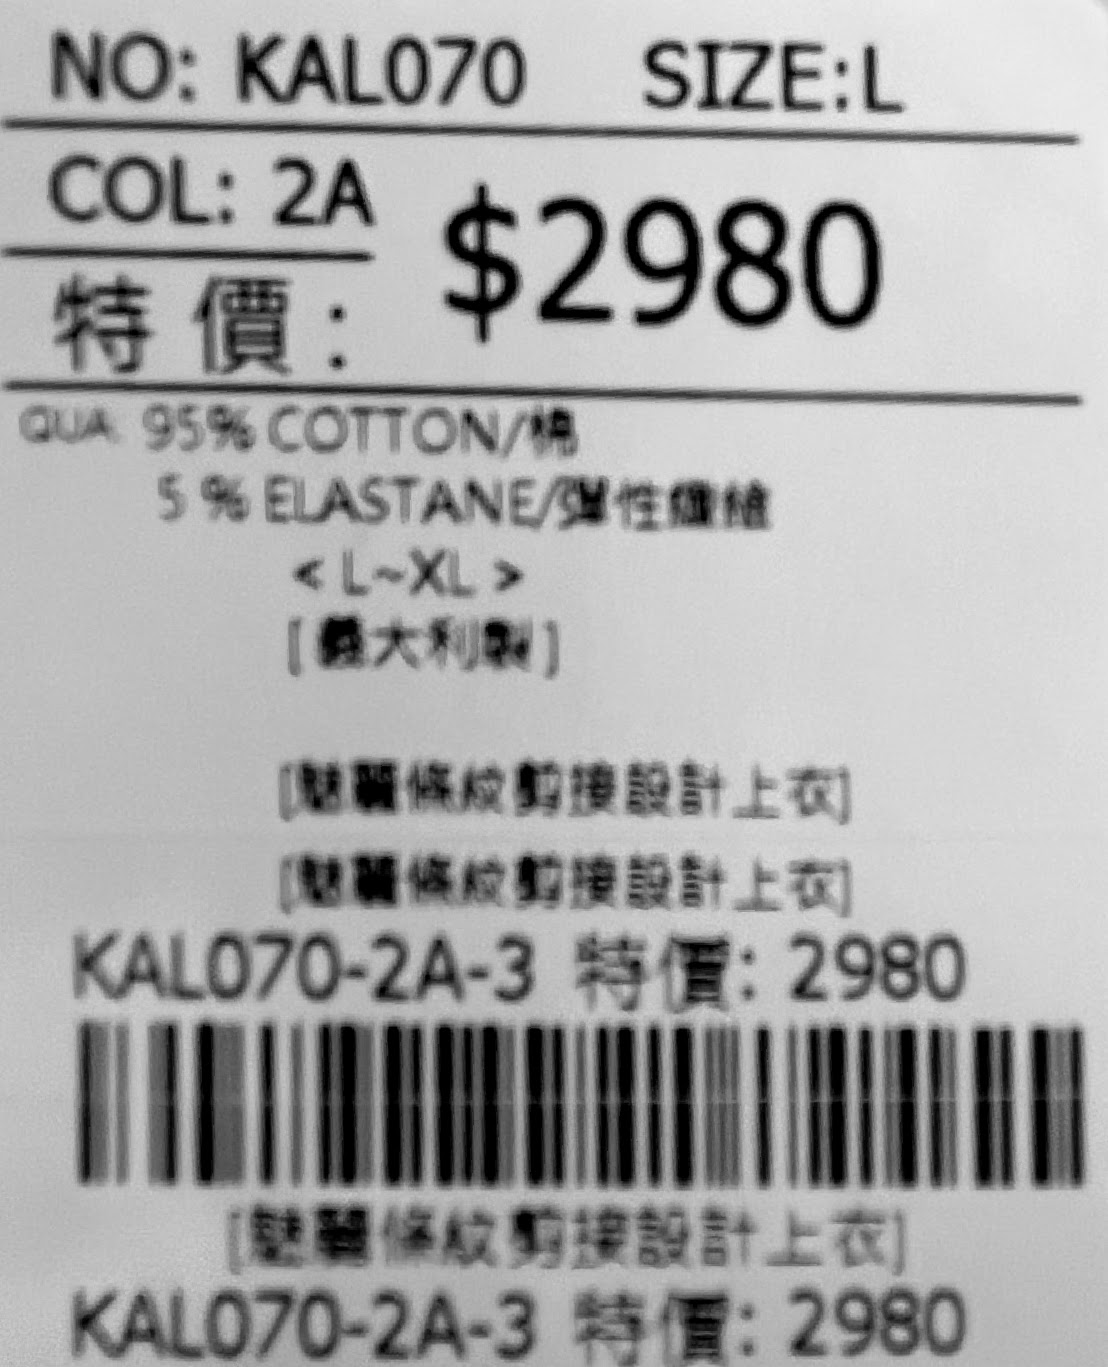 NO: KAL070 SIZE:L
COL: 2A $2980
特價:
QUA: 95% COTTON/棉
5 % ELASTANE/彈性纖維
< L~XL >
[ 義大利製 ]
[魅麗條紋剪接設計上衣]
[魅麗條紋剪接設計上衣]
KAL070-2A-3 特價: 2980
[魅麗條紋剪接設計上衣]
KAL070-2A-3 特價: 2980